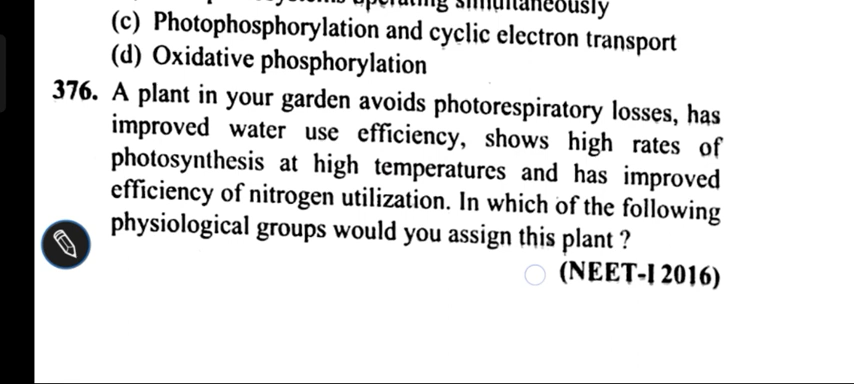 simultaneously
(c) Photophosphorylation and cyclic electron transport
(d) Oxidative phosphorylation
376. A plant in your garden avoids photorespiratory losses, has
improved water use efficiency, shows high rates of
photosynthesis at high temperatures and has improved
efficiency of nitrogen utilization. In which of the following
physiological groups would you assign this plant ?
(NEET-I 2016)